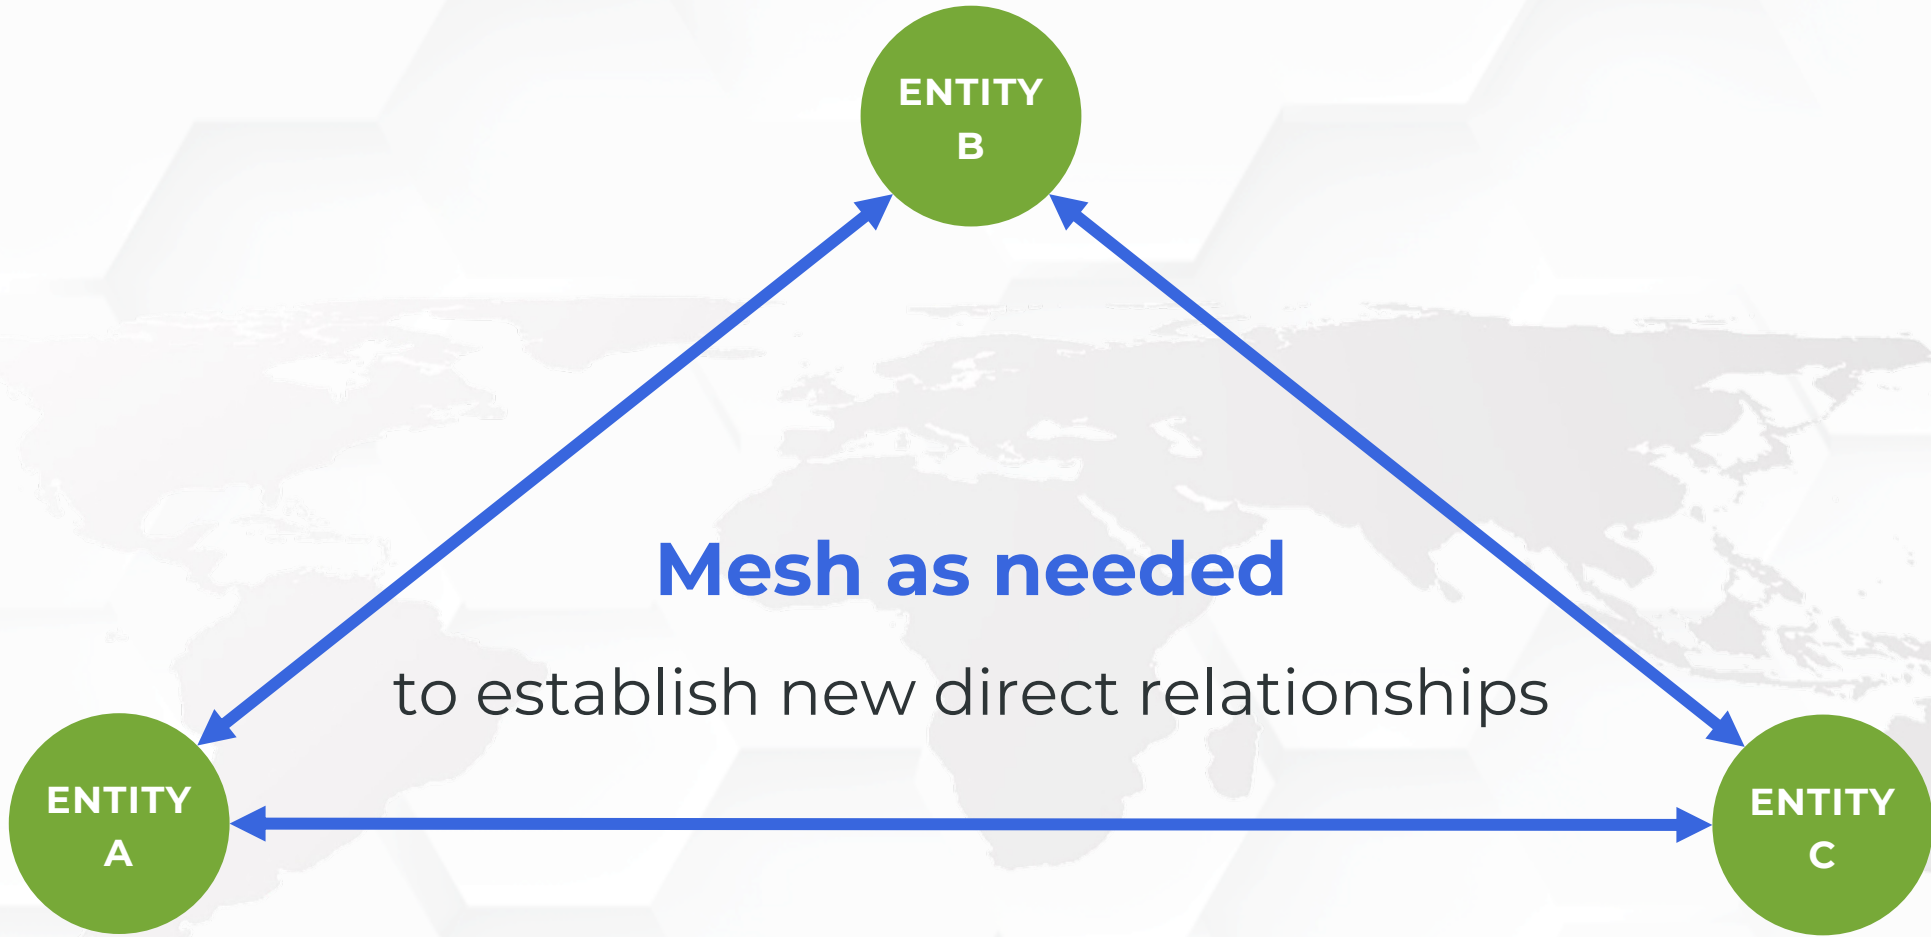 ENTITY
B
Mesh as needed
to establish new direct relationships
ENTITY
A
ENTITY
C